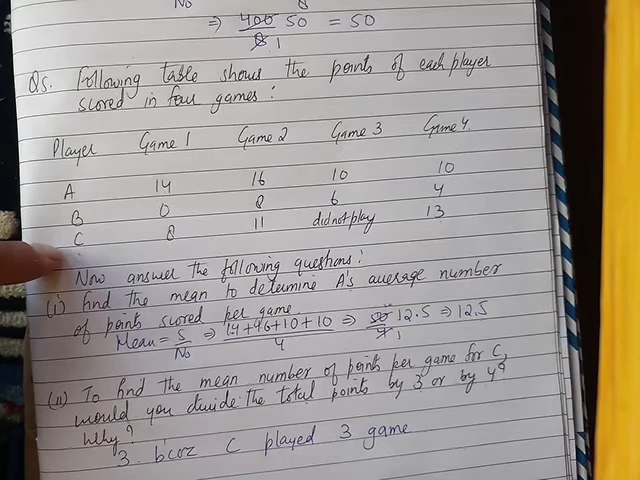 No 8
⇒ 400 50 = 50
8 1
Q5. Following table shows the points of each player
scored in four games :
Player Game 1 Game 2 Game 3 Game 4
A 14 16 10 10
B 0 8 6 4
C 8 11 did not play 13
Now answer the following questions :
(i) Find the mean to determine A's average number
of points scored per game.
Mean = S/No ⇒ 14+16+10+10/4 ⇒ 50 12.5 ⇒ 12.5
4 1
(ii) To find the mean number of points per game for C,
would you divide the total points by 3 or by 4?
Why?
3. bcoz C played 3 game